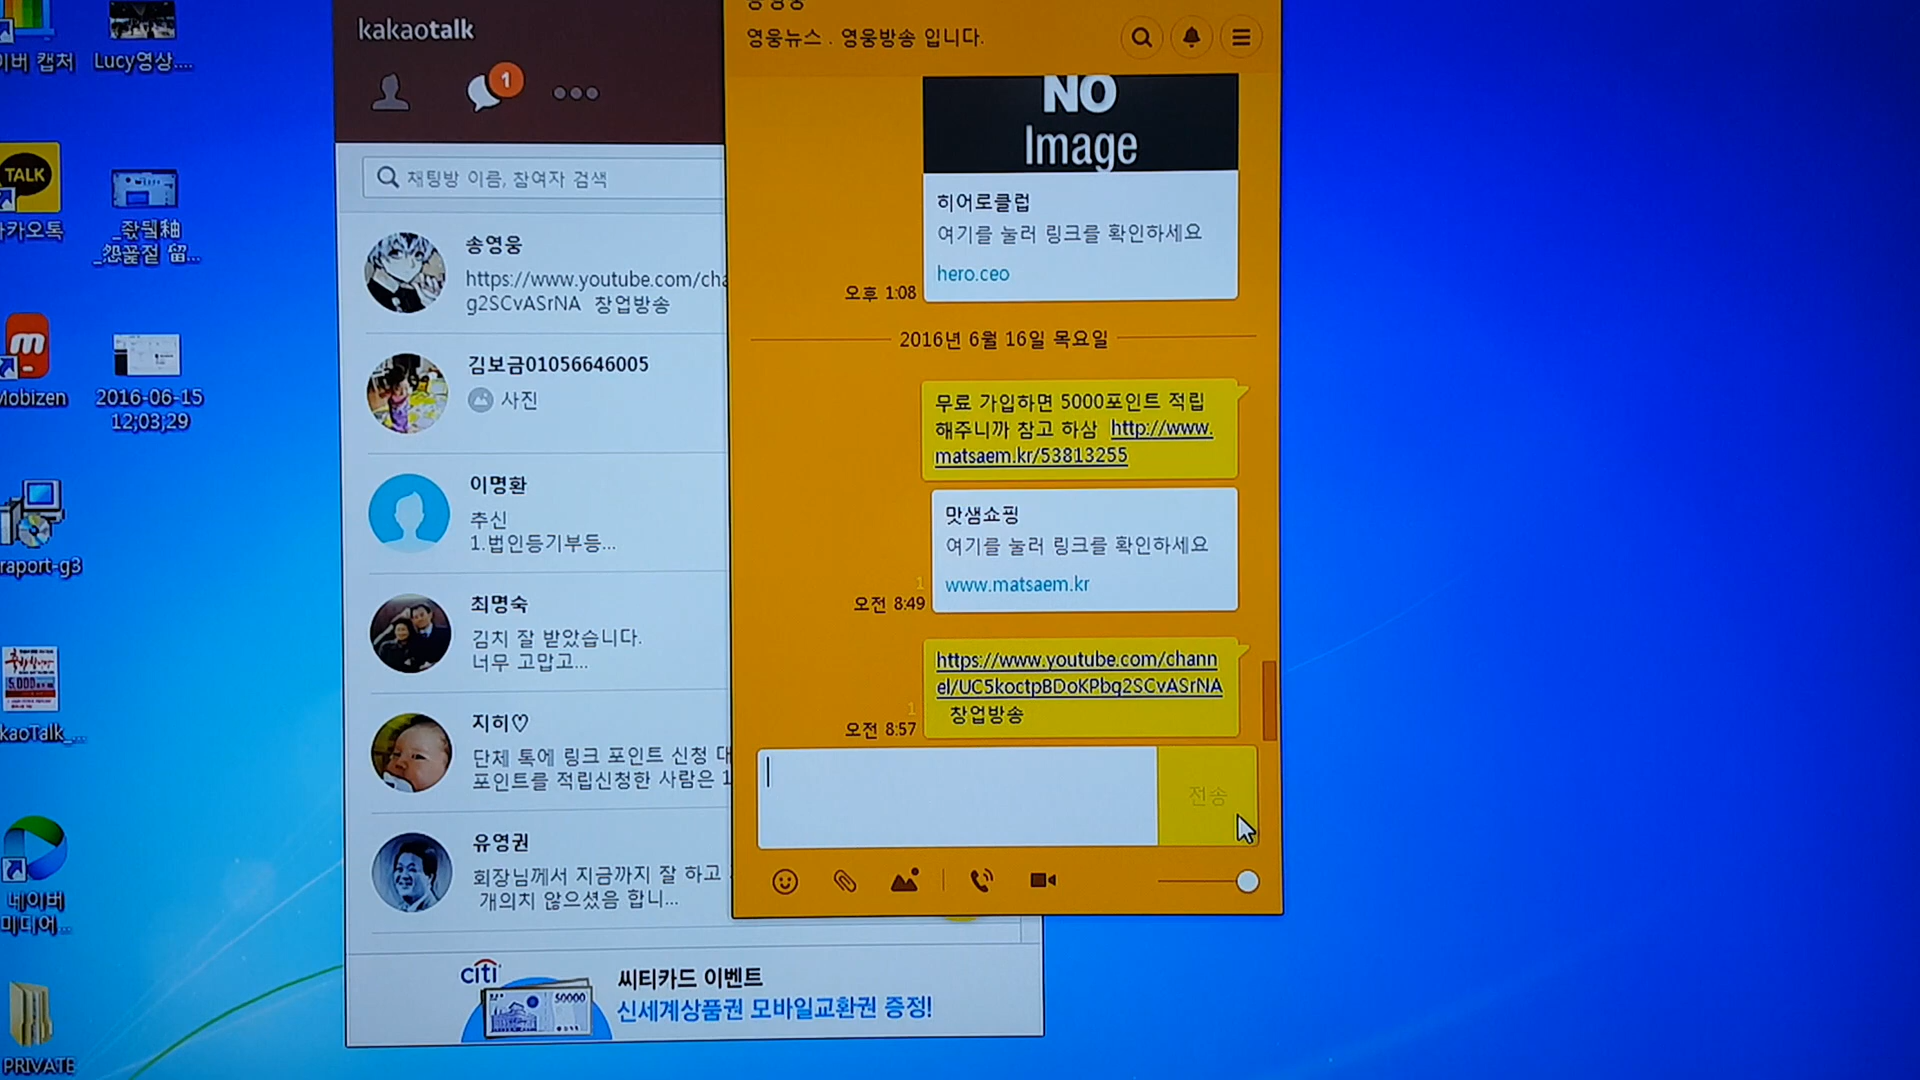 캡처
Lucy영상....
TALK
Mobizen
2016-06-15
12;03;29
raport-g3
5,000
kaoTalk_...
네이버
미디어...
PRIVATE
kakaotalk
1
채팅방 이름, 참여자 검색
송영웅
https://www.youtube.com/cha
g2SCvASrNA 창업방송
김보금01056646005
사진
이명환
추신
1.법인등기부등...
최명숙
김치 잘 받았습니다.
너무 고맙고...
지히♡
단체 톡에 링크 포인트 신청 대
포인트를 적립신청한 사람은 1
유영권
회장님께서 지금까지 잘 하고
개의치 않으셨음 합니...
citi
50000
씨티카드 이벤트
신세계상품권 모바일교환권 증정!
영웅뉴스 . 영웅방송 입니다.
NO
Image
히어로클럽
여기를 눌러 링크를 확인하세요
hero.ceo
오후 1:08
2016년 6월 16일 목요일
무료 가입하면 5000포인트 적립
해주니까 참고 하삼 http://www.
matsaem.kr/53813255
맛샘쇼핑
여기를 눌러 링크를 확인하세요
www.matsaem.kr
1
오전 8:49
https://www.youtube.com/chann
el/UC5koctpBDoKPbg2SCvASrNA
창업방송
1
오전 8:57
전송